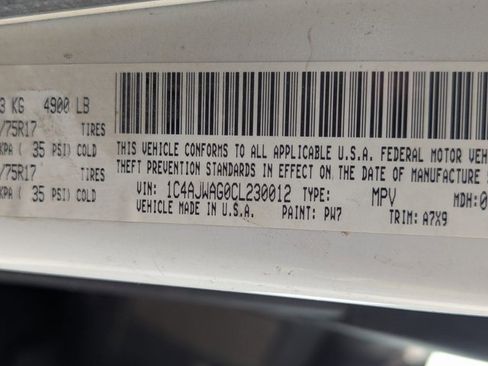 3 KG 4900 LB
/75R17 TIRES
KPA ( 35 PSI) COLD
/75R17 TIRES
KPA ( 35 PSI) COLD
THIS VEHICLE CONFORMS TO ALL APPLICABLE U.S.A. FEDERAL MOTOR VEH
THEFT PREVENTION STANDARDS IN EFFECT ON THE DATE OF MANUFACTURE S
VIN: 1C4AJWAG0CL230012 TYPE: MPV MDH:0
VEHICLE MADE IN U.S.A. PAINT: PW7 TRIM: A7X9